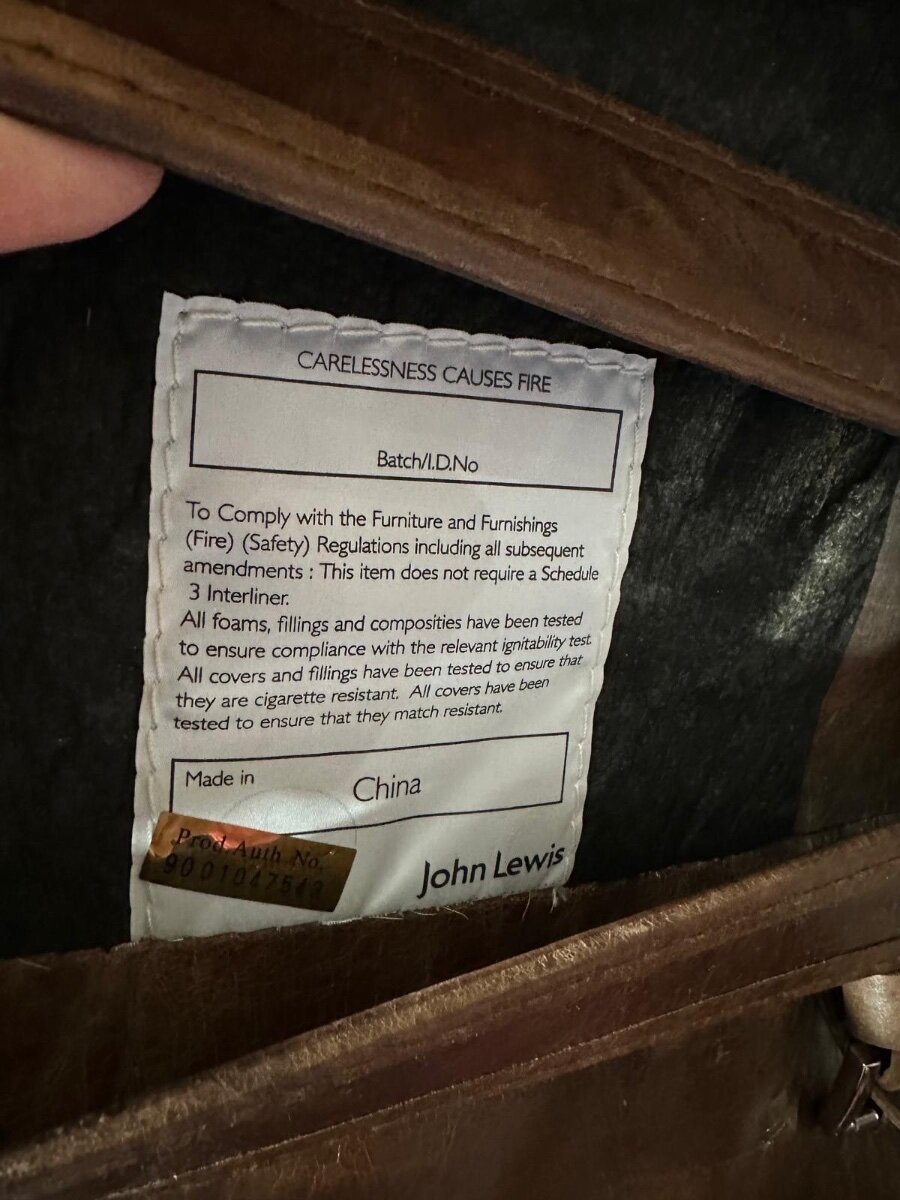 CARELESSNESS CAUSES FIRE
Batch/I.D.No
To Comply with the Furniture and Furnishings
(Fire) (Safety) Regulations including all subsequent
amendments : This item does not require a Schedule
3 Interliner.
All foams, fillings and composities have been tested
to ensure compliance with the relevant ignitability test.
All covers and fillings have been tested to ensure that
they are cigarette resistant. All covers have been
tested to ensure that they match resistant.
Made in China
Prod.Auth No.
John Lewis